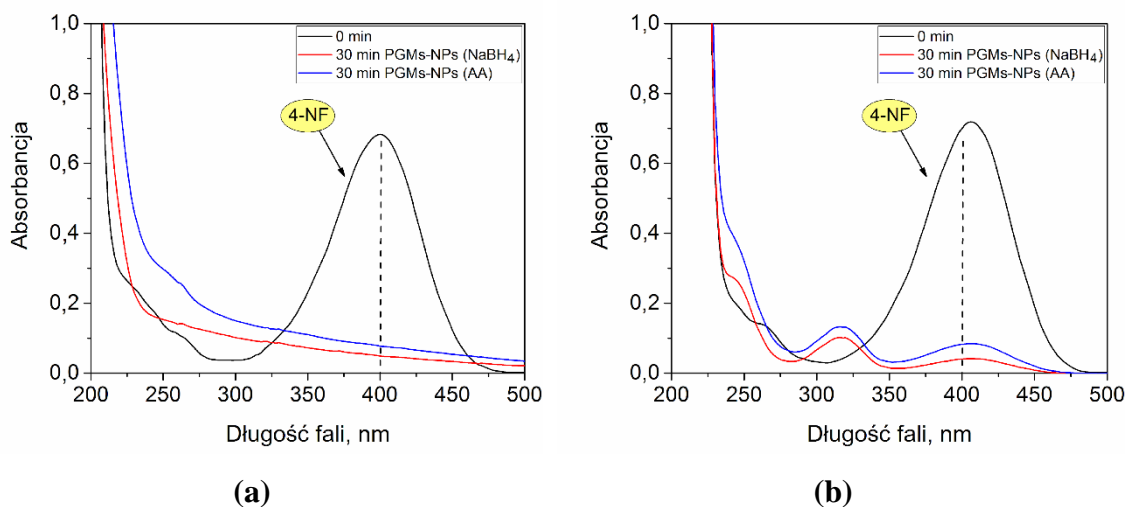 1,0
0,8
0,6
0,4
0,2
0,0
Absorbancja
200 250 300 350 400 450 500
Długość fali, nm
0 min
30 min PGMs-NPs (NaBH₄)
30 min PGMs-NPs (AA)
4-NF
(a)
1,0
0,8
0,6
0,4
0,2
0,0
Absorbancja
200 250 300 350 400 450 500
Długość fali, nm
0 min
30 min PGMs-NPs (NaBH₄)
30 min PGMs-NPs (AA)
4-NF
(b)